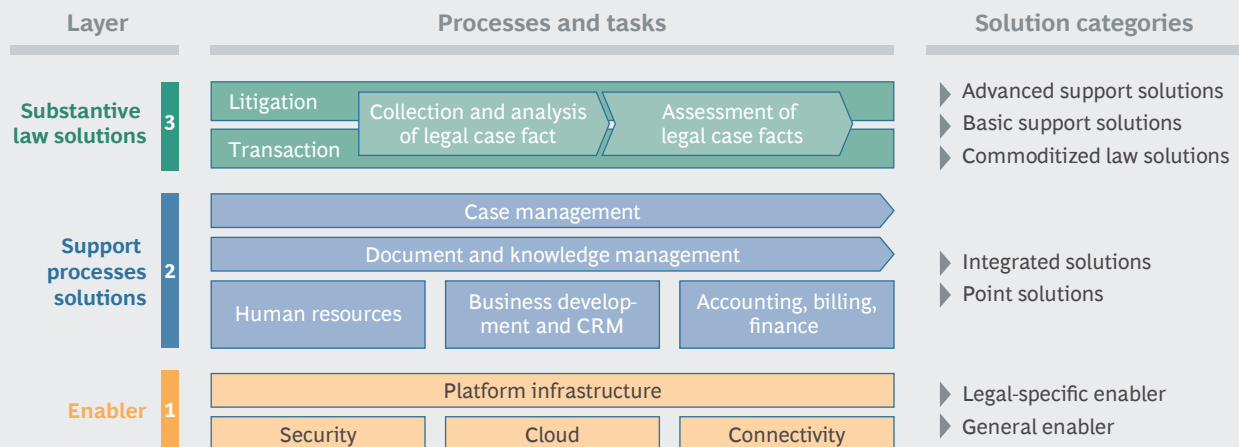 Layer
Processes and tasks
Solution categories
Substantive
law solutions
3
Litigation
Transaction
Collection and analysis
of legal case fact
Assessment of
legal case facts
Advanced support solutions
Basic support solutions
Commoditized law solutions
Support
processes
solutions
2
Case management
Document and knowledge management
Human resources
Business develop-
ment and CRM
Accounting, billing,
finance
Integrated solutions
Point solutions
Enabler
1
Platform infrastructure
Security
Cloud
Connectivity
Legal-specific enabler
General enabler